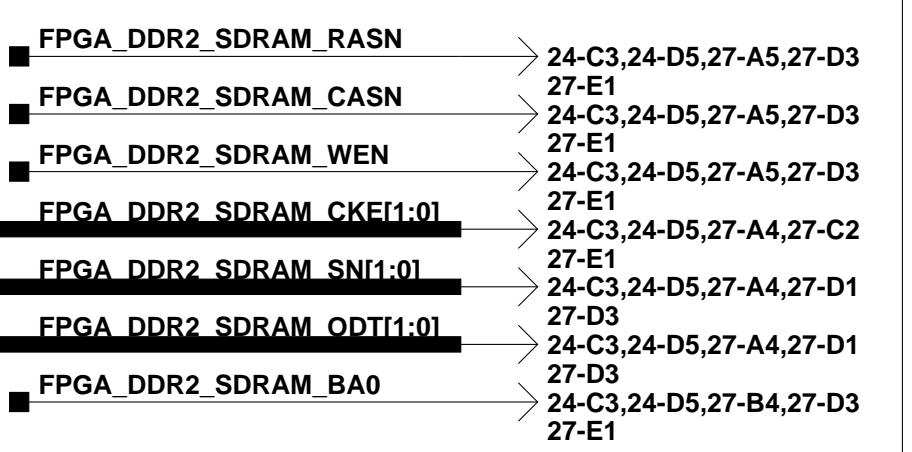 FPGA_DDR2_SDRAM_RASN
24-C3,24-D5,27-A5,27-D3
27-E1
FPGA_DDR2_SDRAM_CASN
24-C3,24-D5,27-A5,27-D3
27-E1
FPGA_DDR2_SDRAM_WEN
24-C3,24-D5,27-A5,27-D3
27-E1
FPGA_DDR2_SDRAM_CKE[1:0]
24-C3,24-D5,27-A4,27-C2
27-E1
FPGA_DDR2_SDRAM_SN[1:0]
24-C3,24-D5,27-A4,27-D1
27-D3
FPGA_DDR2_SDRAM_ODT[1:0]
24-C3,24-D5,27-A4,27-D1
27-D3
FPGA_DDR2_SDRAM_BA0
24-C3,24-D5,27-B4,27-D3
27-E1